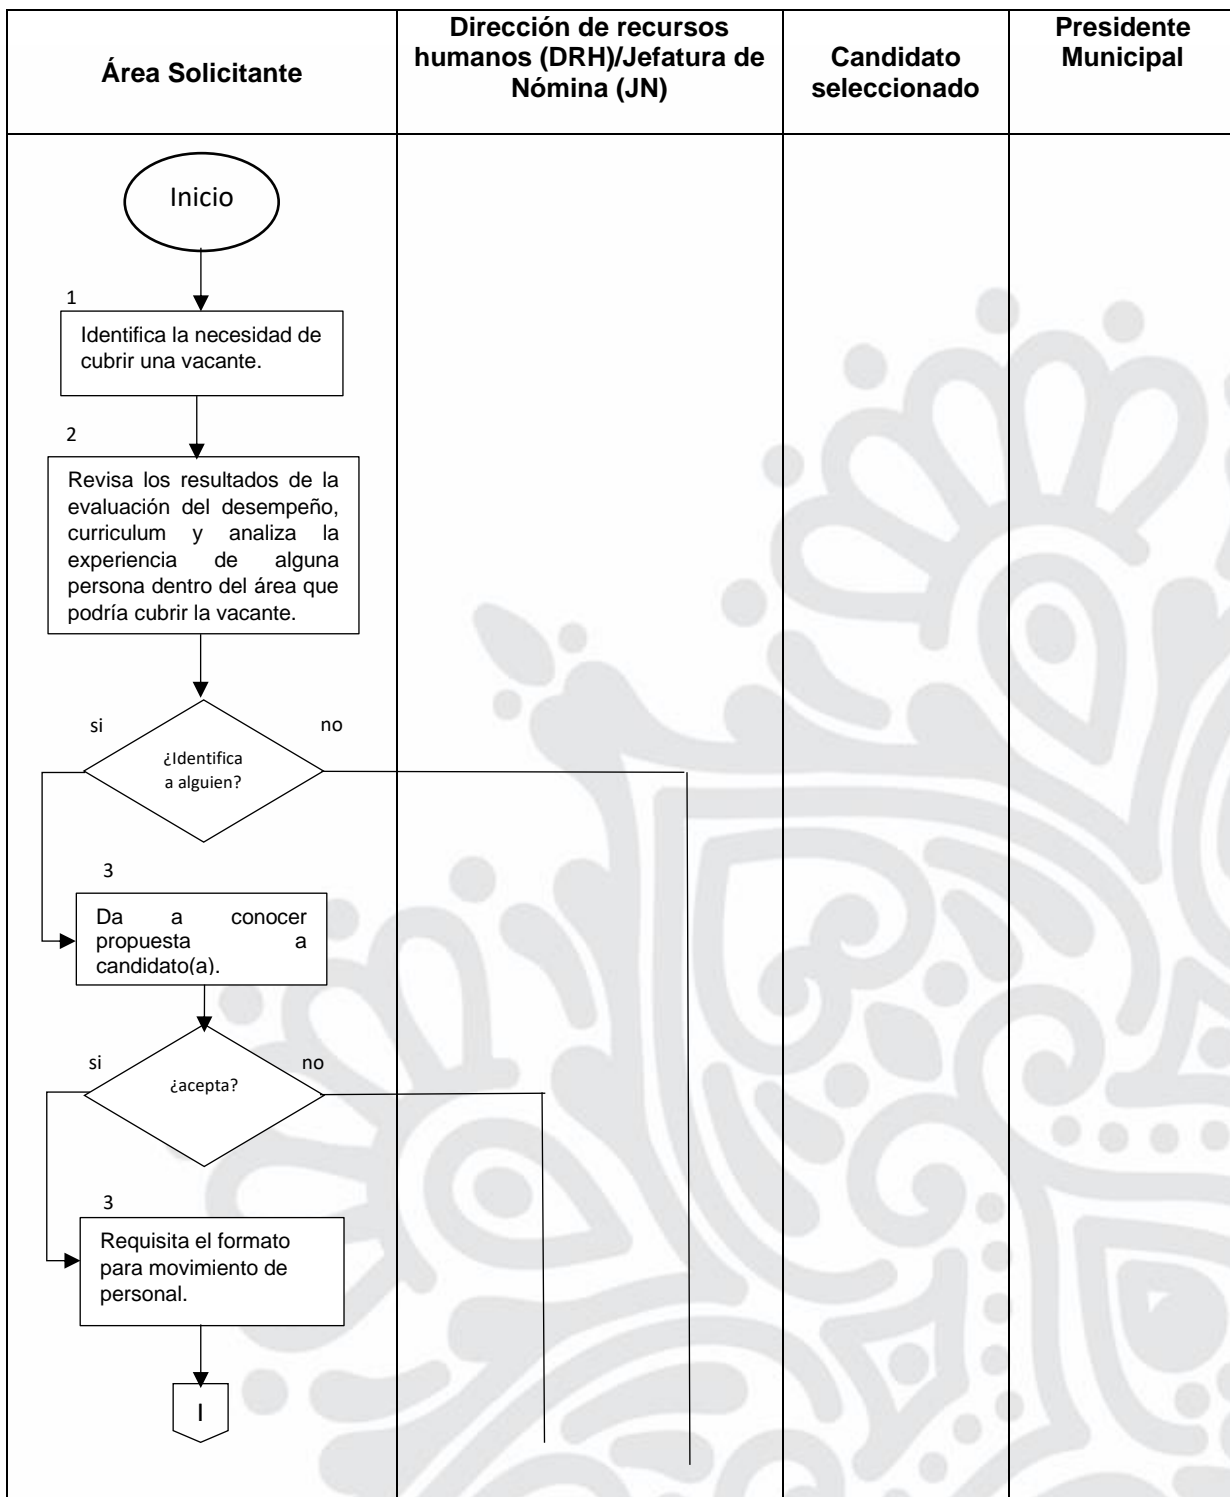 Área Solicitante
Dirección de recursos
humanos (DRH)/Jefatura de
Nómina (JN)
Candidato
seleccionado
Presidente
Municipal
Inicio
1
Identifica la necesidad de
cubrir una vacante.
2
Revisa los resultados de la
evaluación del desempeño,
curriculum y analiza la
experiencia de alguna
persona dentro del área que
podría cubrir la vacante.
si
no
¿Identifica
a alguien?
3
Da a conocer
propuesta a
candidato(a).
si
no
¿acepta?
3
Requisita el formato
para movimiento de
personal.
I